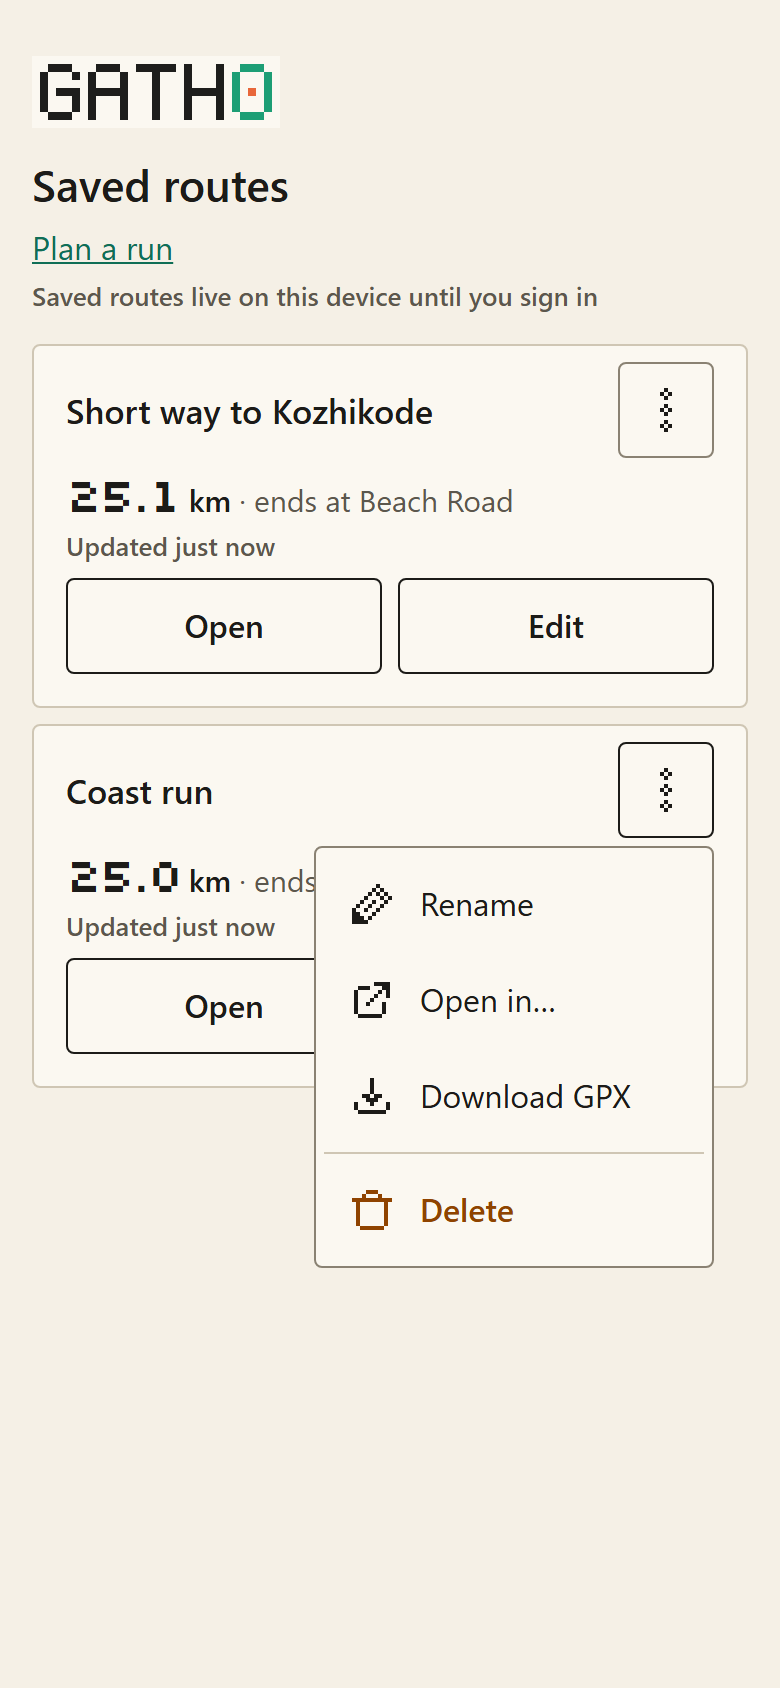 GATHO
Saved routes
Plan a run
Saved routes live on this device until you sign in
Short way to Kozhikode
25.1 km · ends at Beach Road
Updated just now
Open Edit
Coast run
25.0 km · ends
Updated just now
Open
Rename
Open in...
Download GPX
Delete